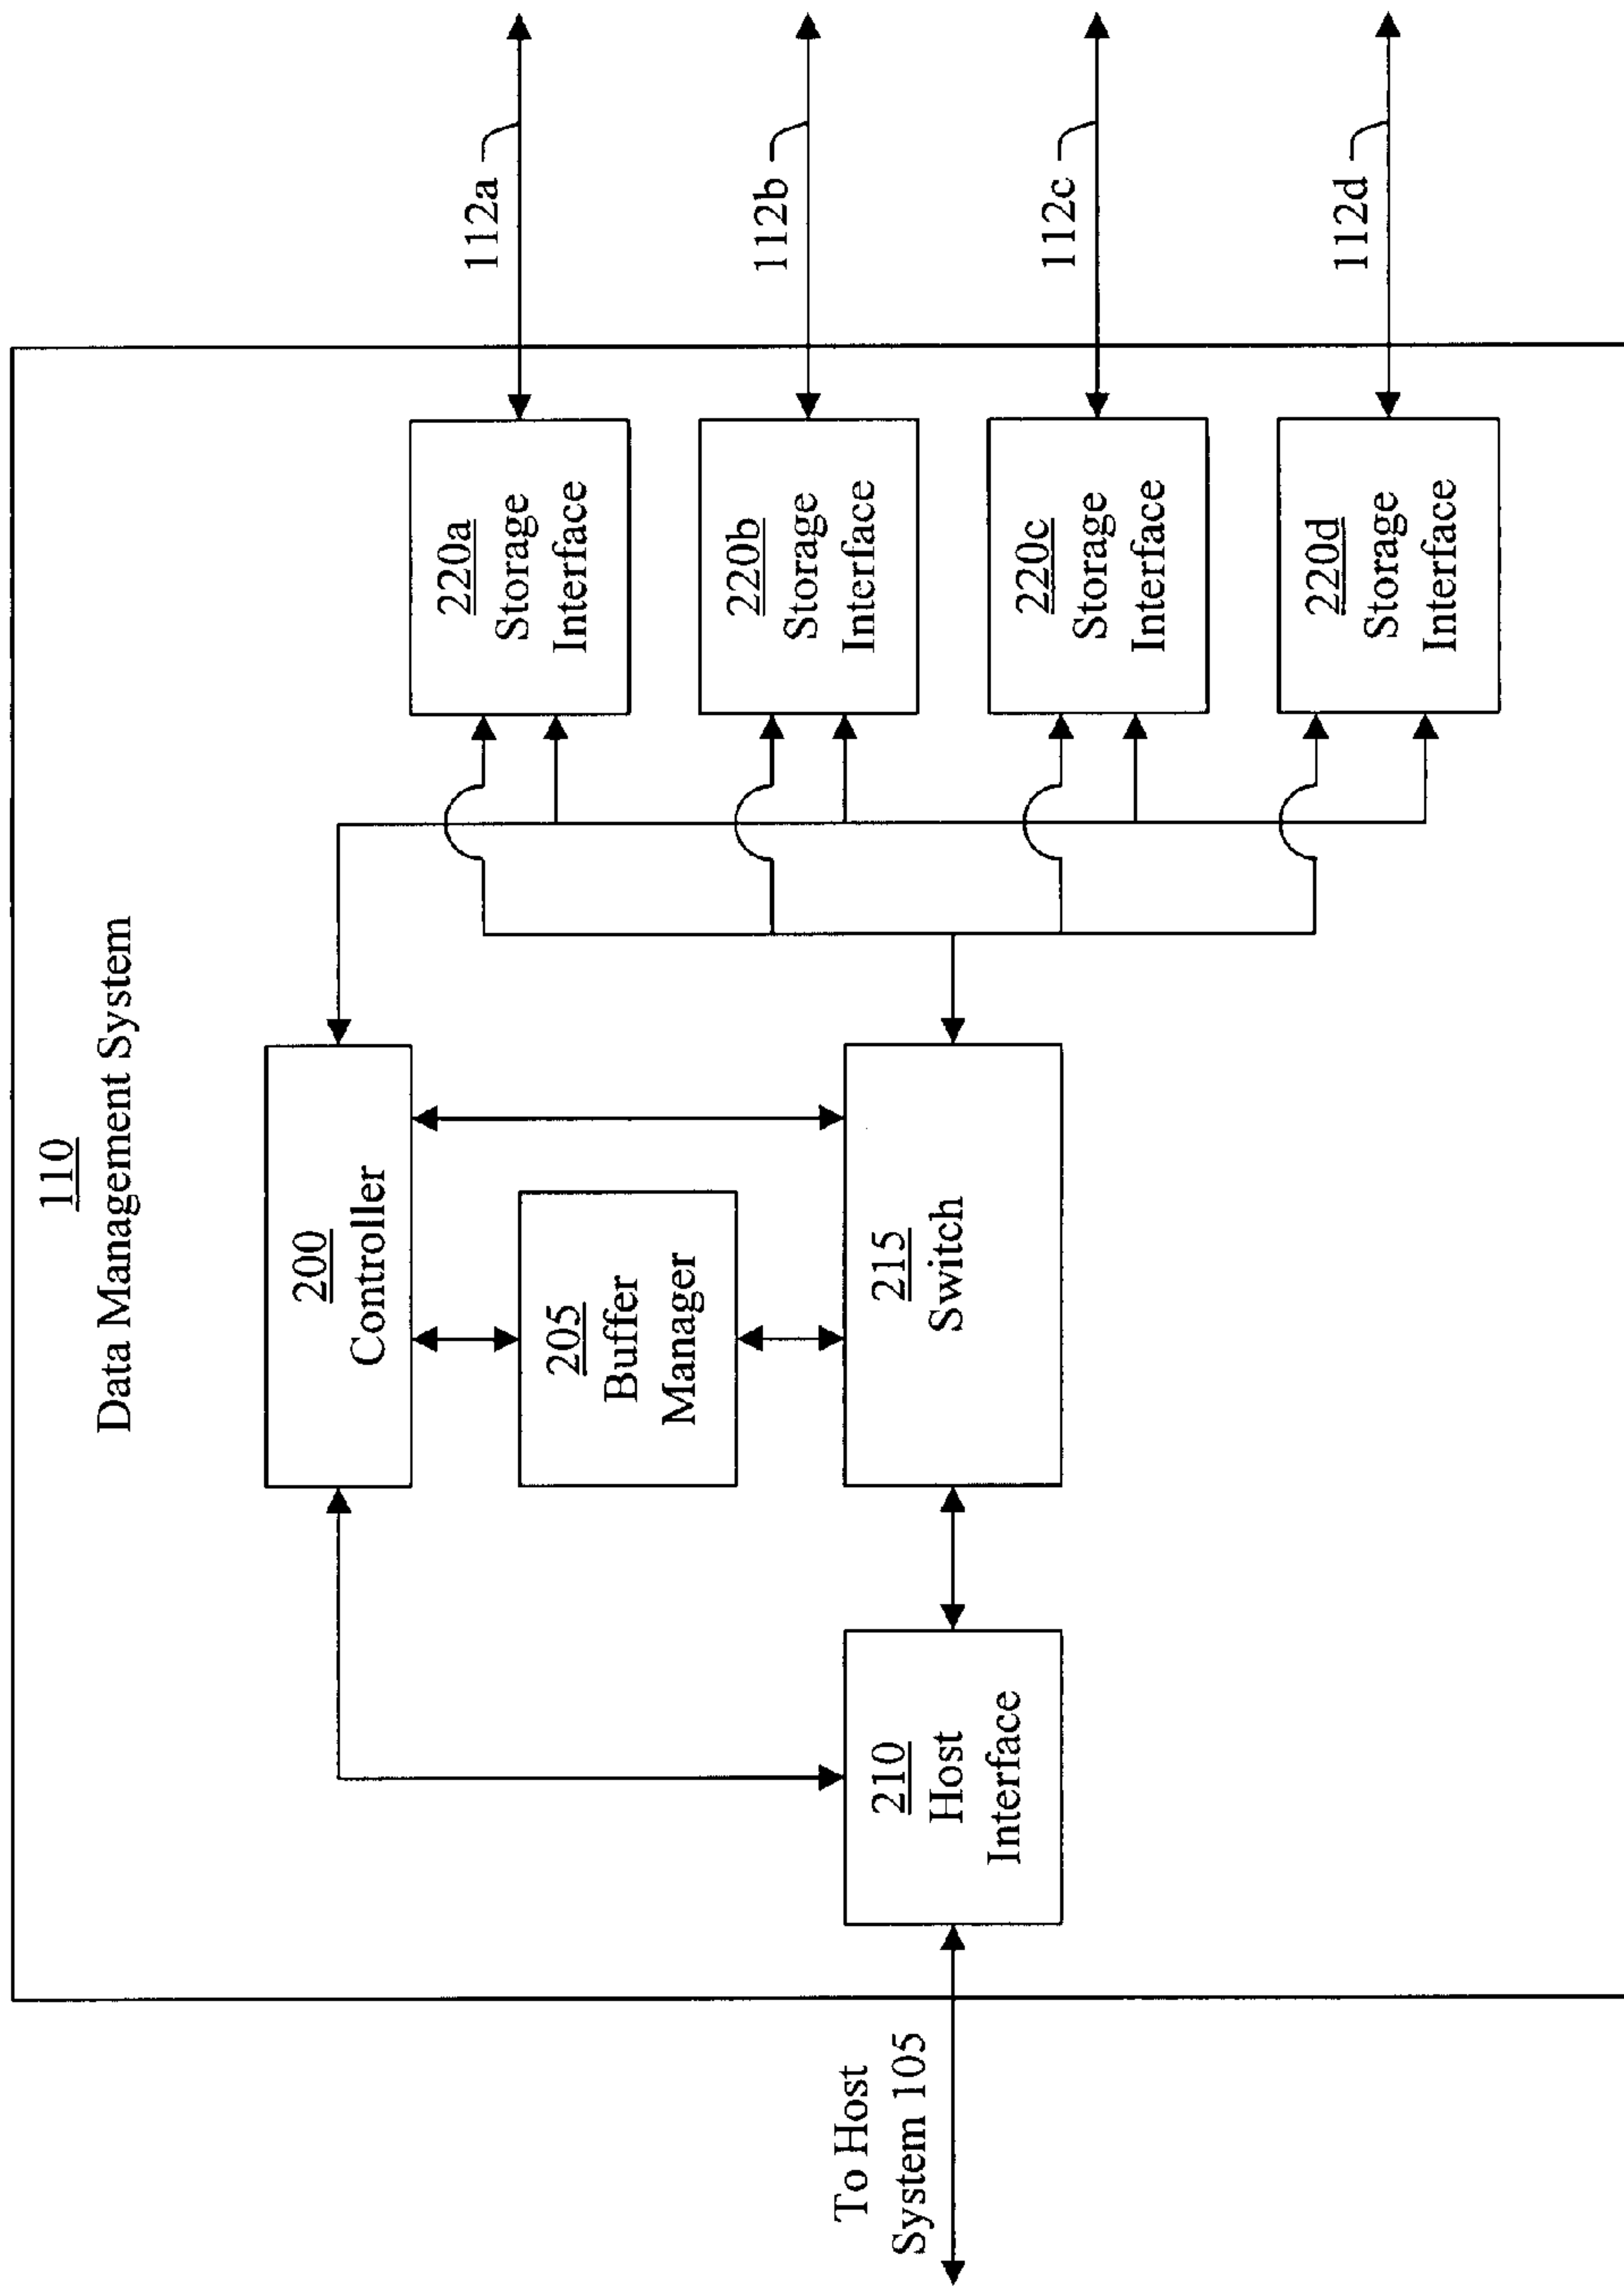 110
Data Management System
200
Controller
205
Buffer
Manager
210
Host
Interface
215
Switch
220a
Storage
Interface
220b
Storage
Interface
220c
Storage
Interface
220d
Storage
Interface
To Host
System 105
112a
112b
112c
112d